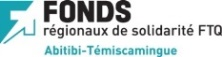 FONDS
régionaux de solidarité FTQ
Abitibi-Témiscamingue